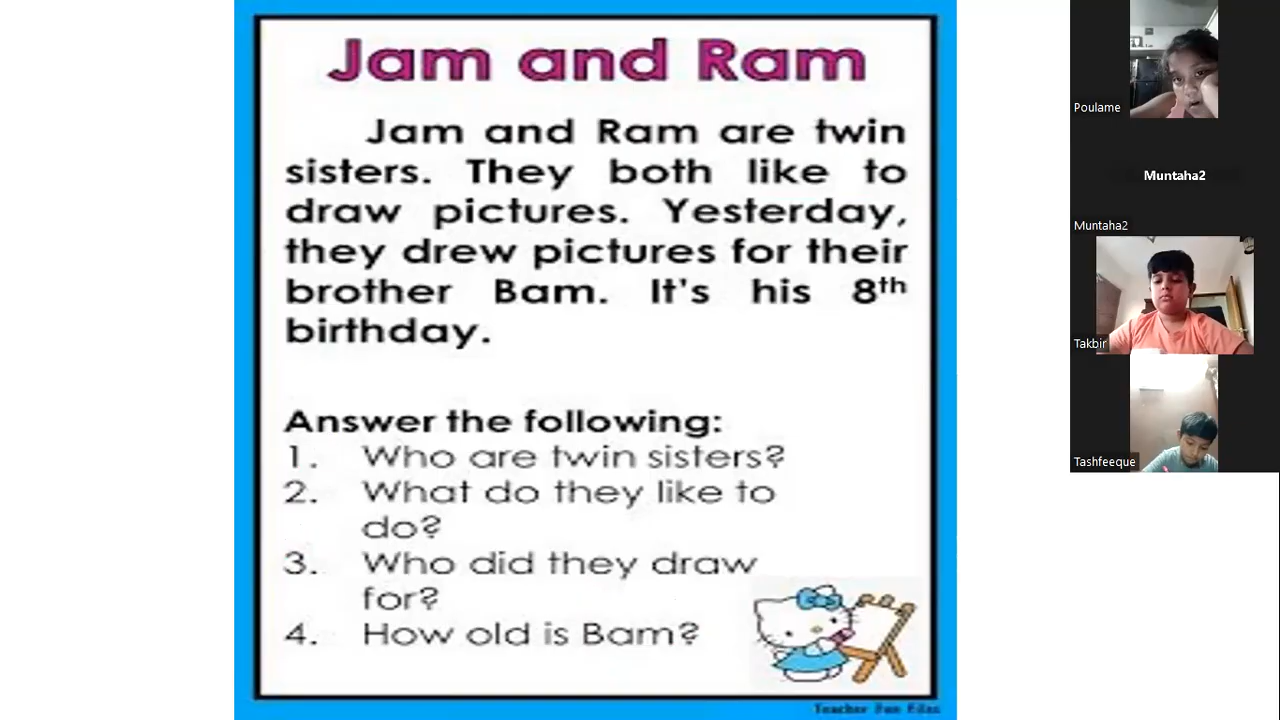 Jam and Ram
Jam and Ram are twin
sisters. They both like to
draw pictures. Yesterday,
they drew pictures for their
brother Bam. It's his 8th
birthday.
Answer the following:
1. Who are twin sisters?
2. What do they like to
do?
3. Who did they draw
for?
4. How old is Bam?
Teacher Fun Files
Poulame
Muntaha2
Muntaha2
Takbir
Tashfeeque